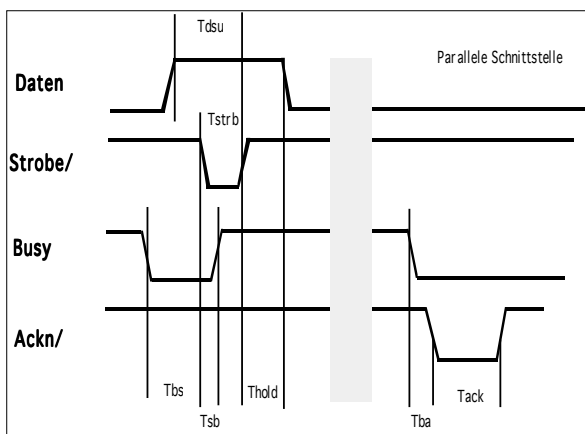 Tdsu
Parallele Schnittstelle
Daten
Tstrb
Strobe/
Busy
Ackn/
Tbs
Thold
Tack
Tsb
Tba